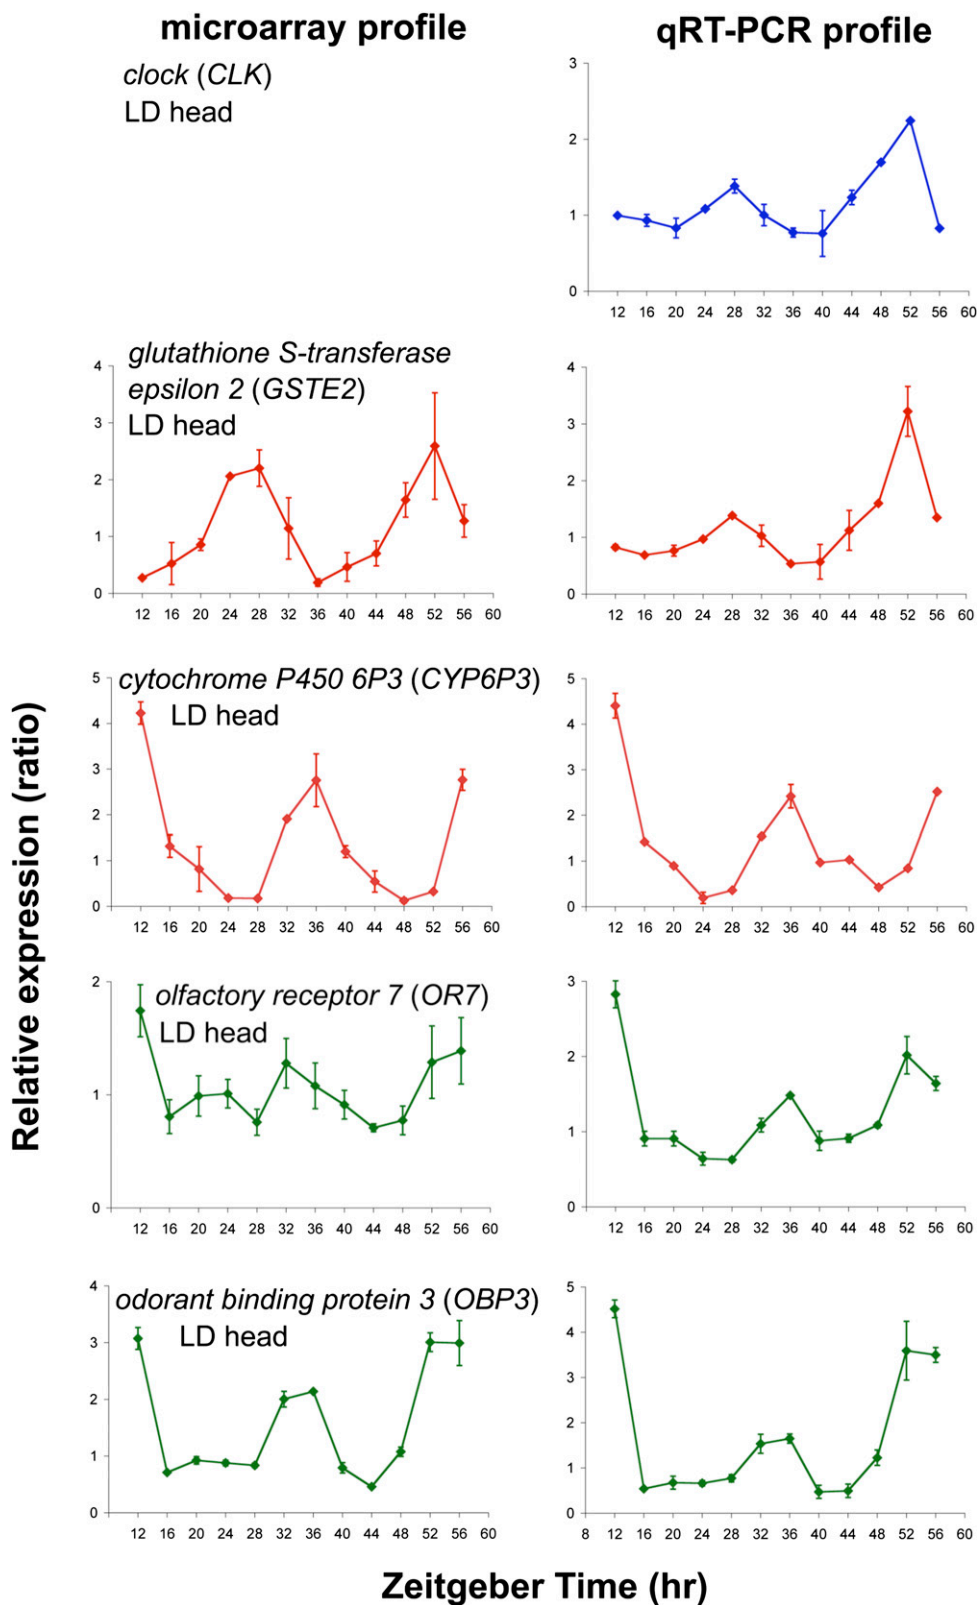 microarray profile
qRT-PCR profile
clock (CLK)
LD head
3
2
1
0
12 16 20 24 28 32 36 40 44 48 52 56 60
glutathione S-transferase
epsilon 2 (GSTE2)
LD head
4
3
2
1
0
12 16 20 24 28 32 36 40 44 48 52 56 60
4
3
2
1
0
12 16 20 24 28 32 36 40 44 48 52 56 60
cytochrome P450 6P3 (CYP6P3)
LD head
5
4
3
2
1
0
12 16 20 24 28 32 36 40 44 48 52 56 60
5
4
3
2
1
0
12 16 20 24 28 32 36 40 44 48 52 56 60
olfactory receptor 7 (OR7)
LD head
2
1
0
12 16 20 24 28 32 36 40 44 48 52 56 60
3
2
1
0
12 16 20 24 28 32 36 40 44 48 52 56 60
odorant binding protein 3 (OBP3)
LD head
4
3
2
1
0
12 16 20 24 28 32 36 40 44 48 52 56 60
5
4
3
2
1
0
8 12 16 20 24 28 32 36 40 44 48 52 56 60
Relative expression (ratio)
Zeitgeber Time (hr)